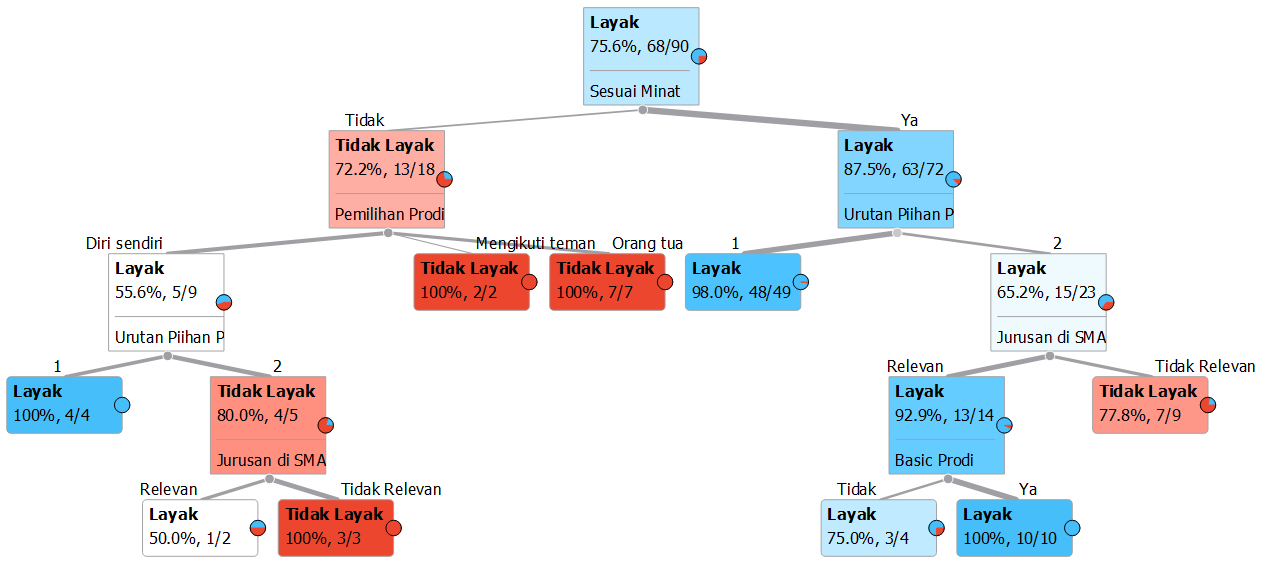 Layak
75.6%, 68/90
Sesuai Minat
Tidak
Ya
Tidak Layak
72.2%, 13/18
Pemilihan Prodi
Layak
87.5%, 63/72
Urutan Piihan P
Diri sendiri
Mengikuti teman
Orang tua
1
2
Layak
55.6%, 5/9
Urutan Piihan P
Tidak Layak
100%, 2/2
Tidak Layak
100%, 7/7
Layak
98.0%, 48/49
Layak
65.2%, 15/23
Jurusan di SMA
1
2
Relevan
Tidak Relevan
Layak
100%, 4/4
Tidak Layak
80.0%, 4/5
Jurusan di SMA
Layak
92.9%, 13/14
Basic Prodi
Tidak Layak
77.8%, 7/9
Relevan
Tidak Relevan
Tidak
Ya
Layak
50.0%, 1/2
Tidak Layak
100%, 3/3
Layak
75.0%, 3/4
Layak
100%, 10/10